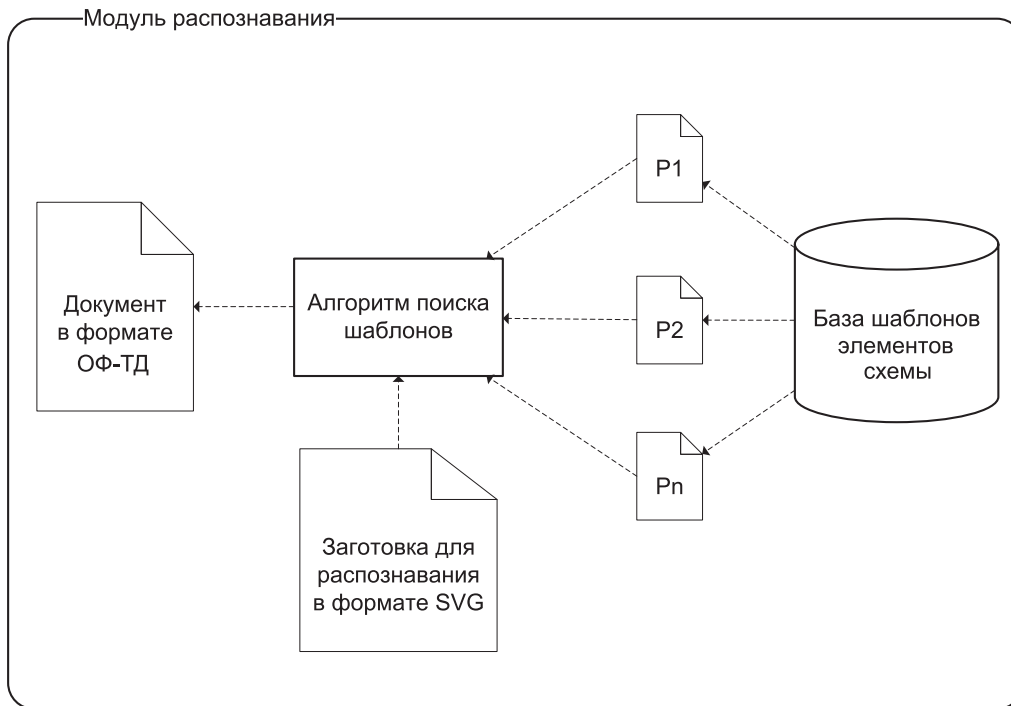 Модуль распознавания
P1
Документ
в формате
ОФ-ТД
Алгоритм поиска
шаблонов
P2
База шаблонов
элементов
схемы
Pn
Заготовка для
распознавания
в формате SVG